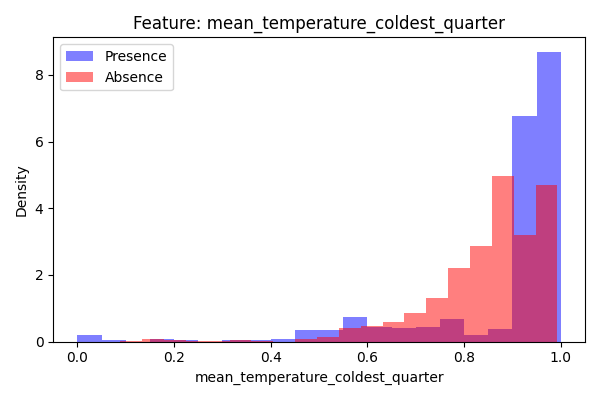 Feature: mean_temperature_coldest_quarter
Presence
Absence
Density
8
6
4
2
0
0.0 0.2 0.4 0.6 0.8 1.0
mean_temperature_coldest_quarter